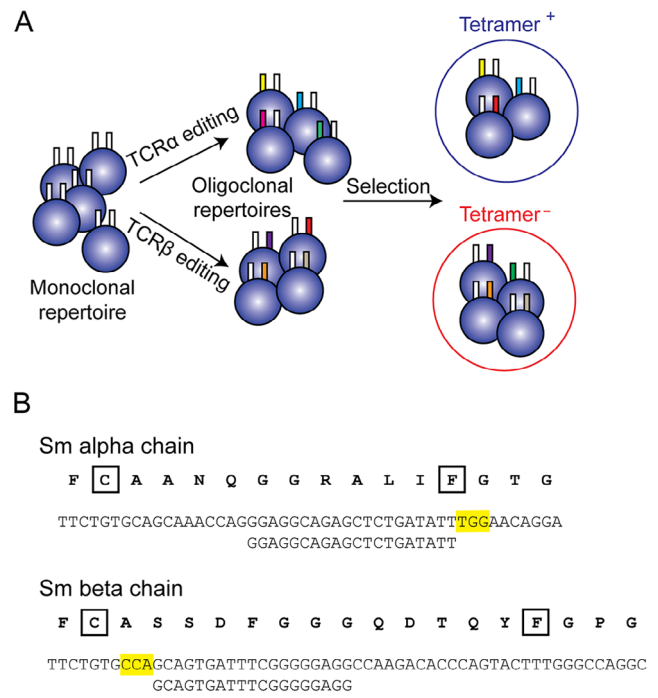 A
Tetramer +
TCRα editing
Oligoclonal
repertoires
Selection
Tetramer −
TCRβ editing
Monoclonal
repertoire
B
Sm alpha chain
F C A A N Q G G R A L I F G T G
TTCTGTGCAGCAAACCAGGGAGGCAGAGCTCTGATATTTGGAACAGGA
GGAGGCAGAGCTCTGATATT
Sm beta chain
F C A S S D F G G G Q D T Q Y F G P G
TTCTGTGCCAGCAGTGATTTCGGGGGAGGCCAAGACACCCAGTACTTTGGGCCAGGC
GCAGTGATTTCGGGGGAGG